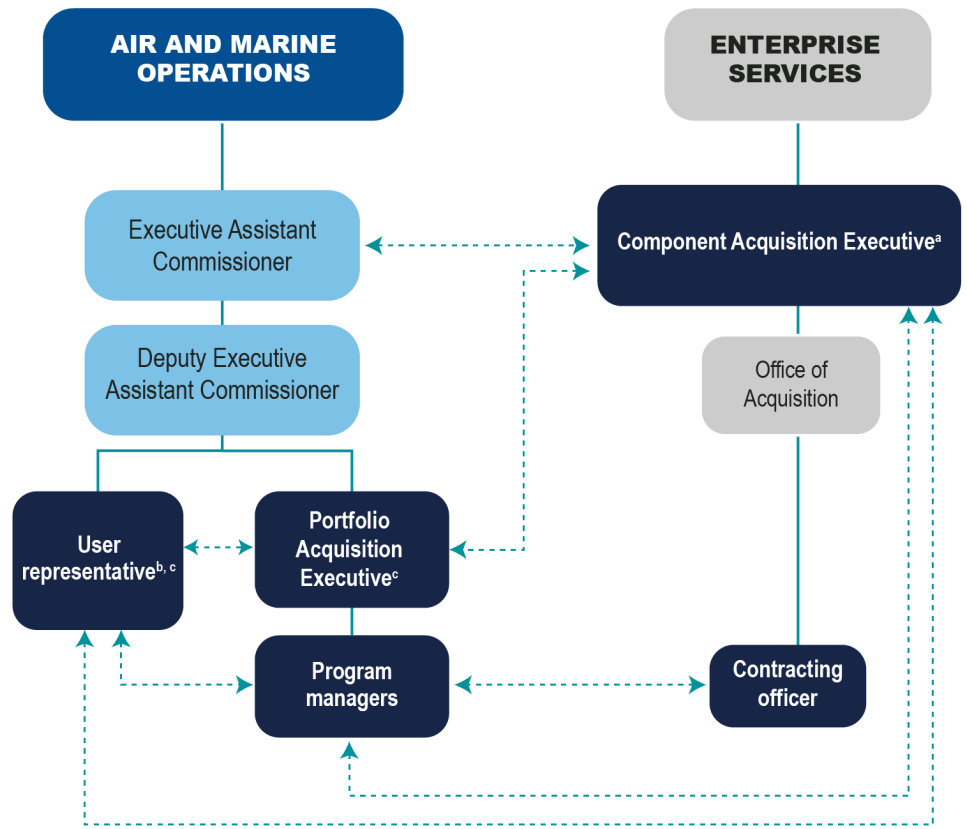 AIR AND MARINE
OPERATIONS
ENTERPRISE
SERVICES
Executive Assistant
Commissioner
Component Acquisition Executiveᵃ
Deputy Executive
Assistant Commissioner
Office of
Acquisition
User
representativeᵇ, ᶜ
Portfolio
Acquisition
Executiveᶜ
Program
managers
Contracting
officer